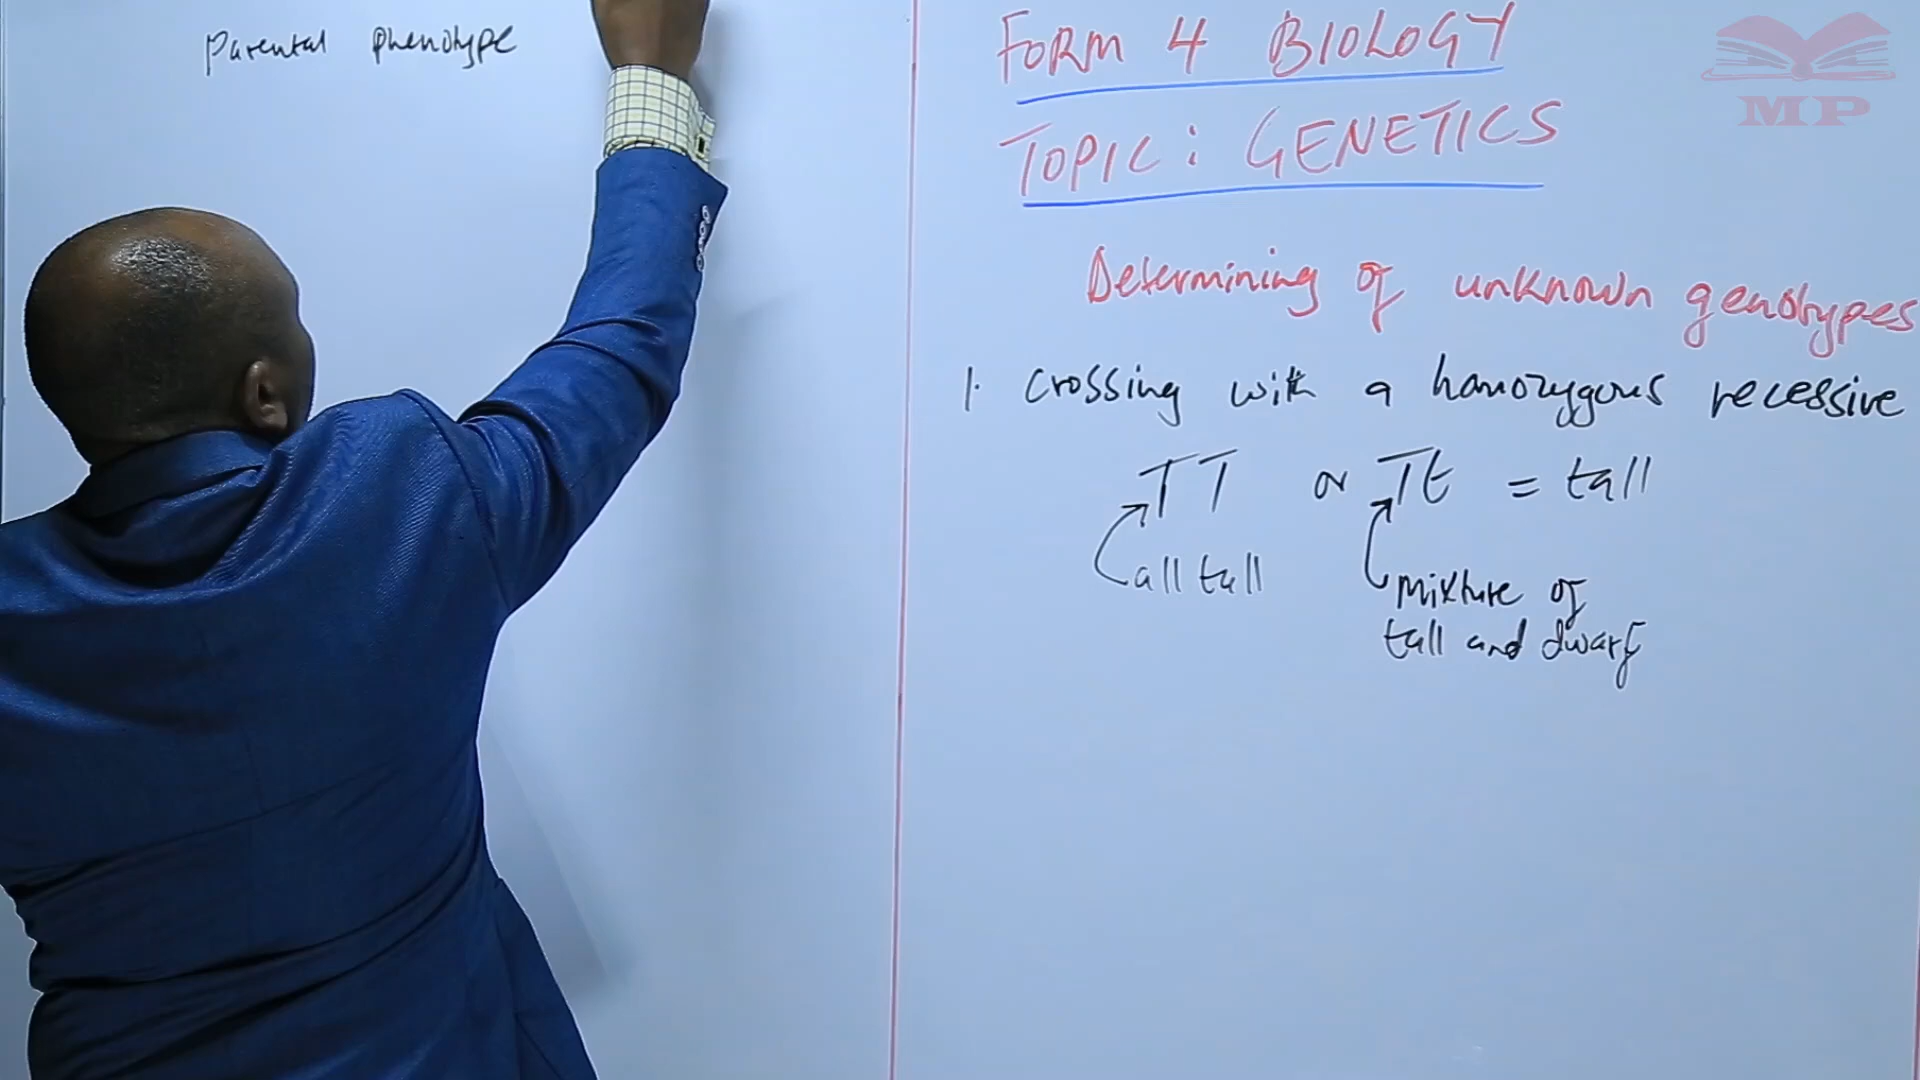 Parental phenotype
FORM 4 BIOLOGY
TOPIC: GENETICS
MP
Determining of unknown genotypes
1. Crossing with a homozygous recessive
TT or Tt = tall
all tall
Mixture of
tall and dwarf